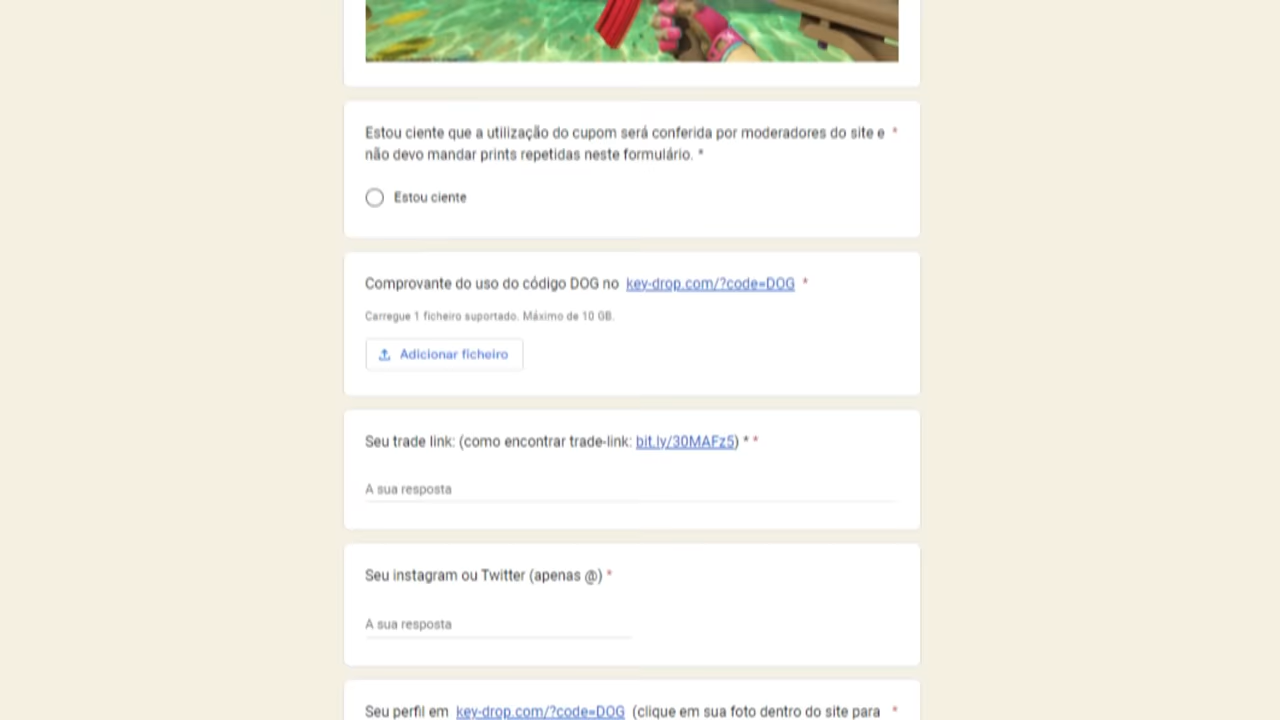 Estou ciente que a utilização do cupom será conferida por moderadores do site e *
não devo mandar prints repetidas neste formulário. *
Estou ciente
Comprovante do uso do código DOG no key-drop.com/?code=DOG *
Carregue 1 ficheiro suportado. Máximo de 10 GB.
Adicionar ficheiro
Seu trade link: (como encontrar trade-link: bit.ly/30MAFz5) * *
A sua resposta
Seu instagram ou Twitter (apenas @) *
A sua resposta
Seu perfil em key-drop.com/?code=DOG (clique em sua foto dentro do site para *